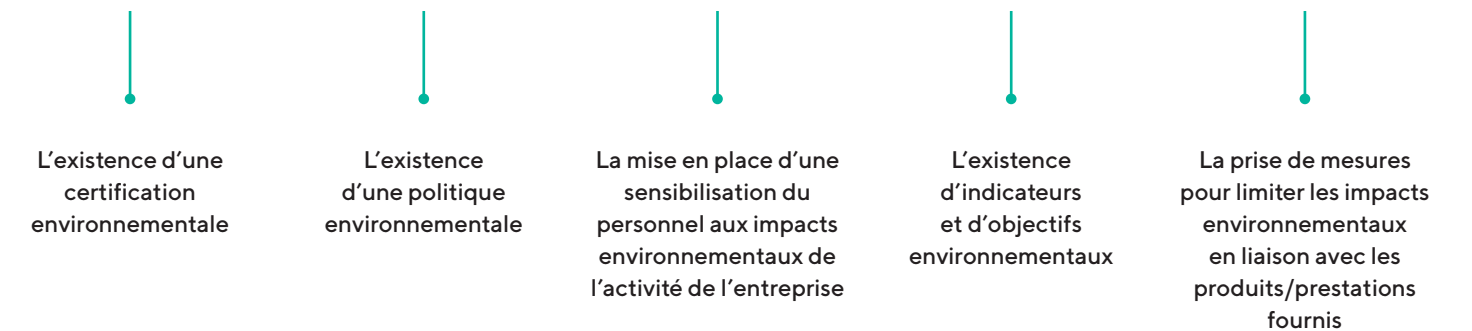 L’existence d’une
certification
environnementale
L’existence
d’une politique
environnementale
La mise en place d’une
sensibilisation du
personnel aux impacts
environnementaux de
l’activité de l’entreprise
L’existence
d’indicateurs
et d’objectifs
environnementaux
La prise de mesures
pour limiter les impacts
environnementaux
en liaison avec les
produits/prestations
fournis